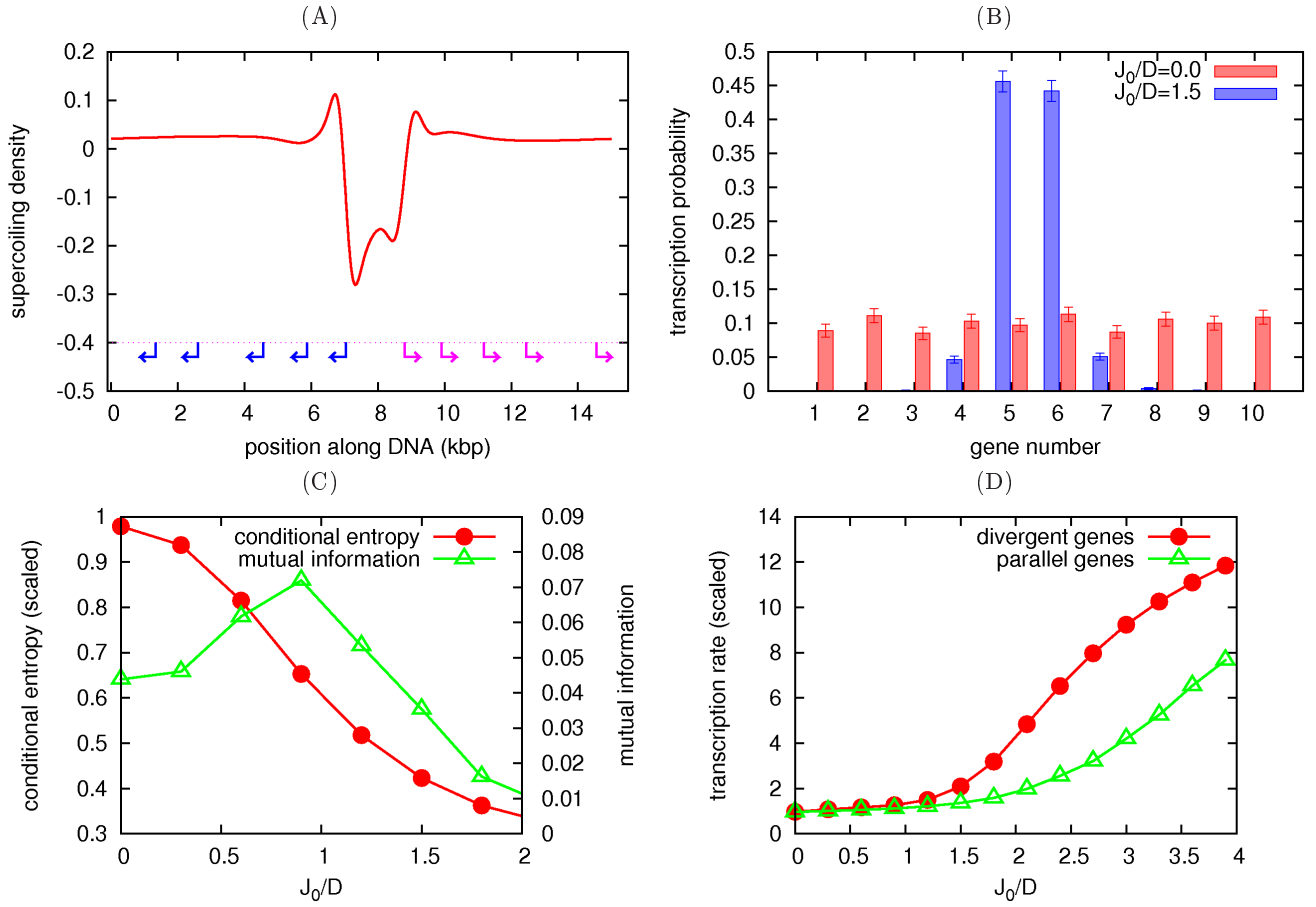 (A)
0.2
0.1
0
-0.1
-0.2
-0.3
-0.4
-0.5
supercoiling density
0 2 4 6 8 10 12 14
position along DNA (kbp)
(B)
0.5
0.45
0.4
0.35
0.3
0.25
0.2
0.15
0.1
0.05
0
transcription probability
J0/D=0.0
J0/D=1.5
1 2 3 4 5 6 7 8 9 10
gene number
(C)
1
0.9
0.8
0.7
0.6
0.5
0.4
0.3
conditional entropy (scaled)
conditional entropy
mutual information
0.09
0.08
0.07
0.06
0.05
0.04
0.03
0.02
0.01
0
mutual information
0 0.5 1 1.5 2
J0/D
(D)
14
12
10
8
6
4
2
0
transcription rate (scaled)
divergent genes
parallel genes
0 0.5 1 1.5 2 2.5 3 3.5 4
J0/D